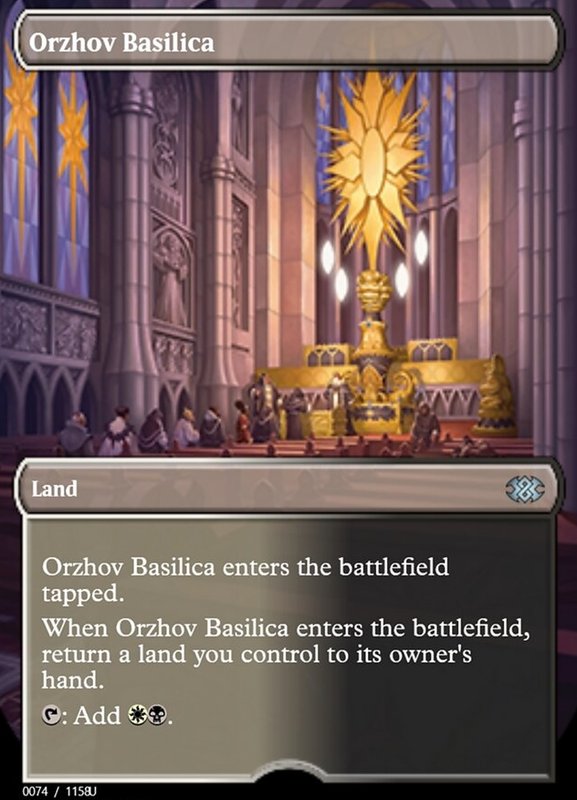 Orzhov Basilica
Land
Orzhov Basilica enters the battlefield
tapped.
When Orzhov Basilica enters the battlefield,
return a land you control to its owner's
hand.
: Add .
0074 / 1158U